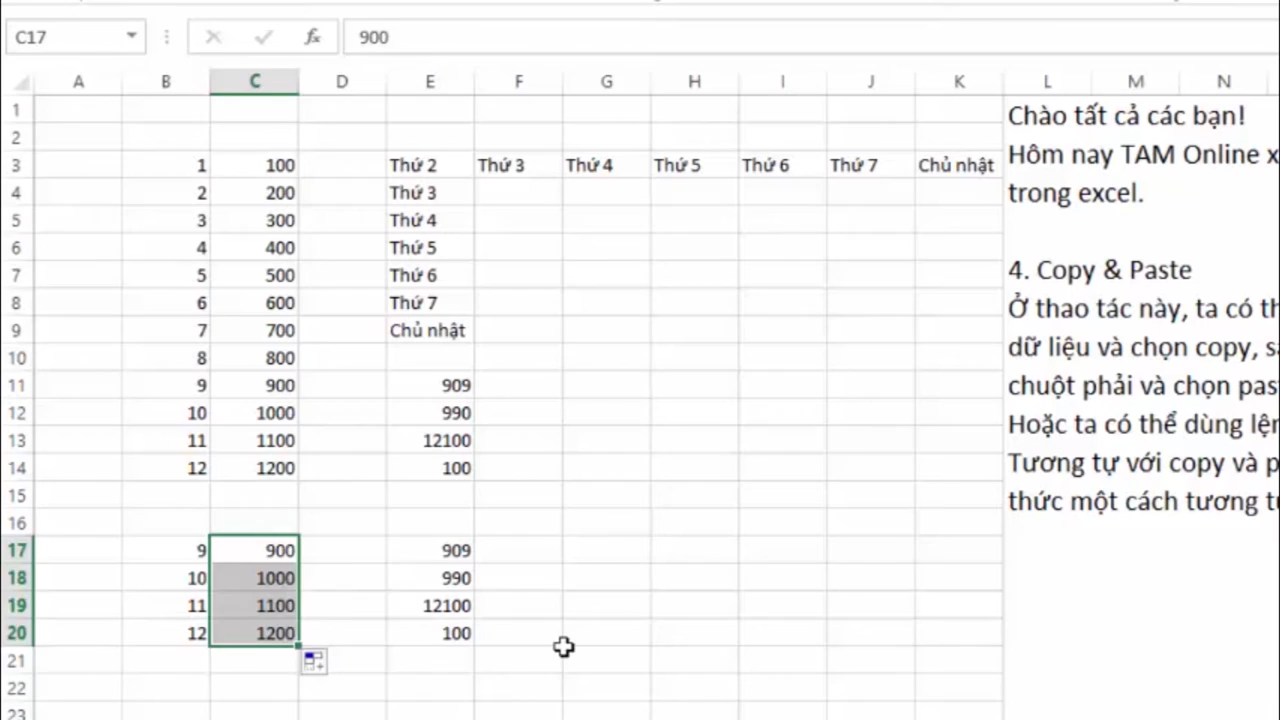 C17 fx 900
A B C D E F G H I J K L M N
1 Chào tất cả các bạn!
2 Hôm nay TAM Online
3 1 100 Thứ 2 Thứ 3 Thứ 4 Thứ 5 Thứ 6 Thứ 7 Chủ nhật
trong excel.
4 2 200 Thứ 3
5 3 300 Thứ 4
6 4 400 Thứ 5
4. Copy & Paste
7 5 500 Thứ 6
Ở thao tác này, ta có
8 6 600 Thứ 7
9 7 700 Chủ nhật
dữ liệu và chọn copy,
10 8 800
11 9 900 909
chuột phải và chọn
12 10 1000 990
Hoặc ta có thể dùng
13 11 1100 12100
14 12 1200 100
Tương tự với copy và
15
thức một cách tương
16
17 9 900 909
18 10 1000 990
19 11 1100 12100
20 12 1200 100
21
22
23